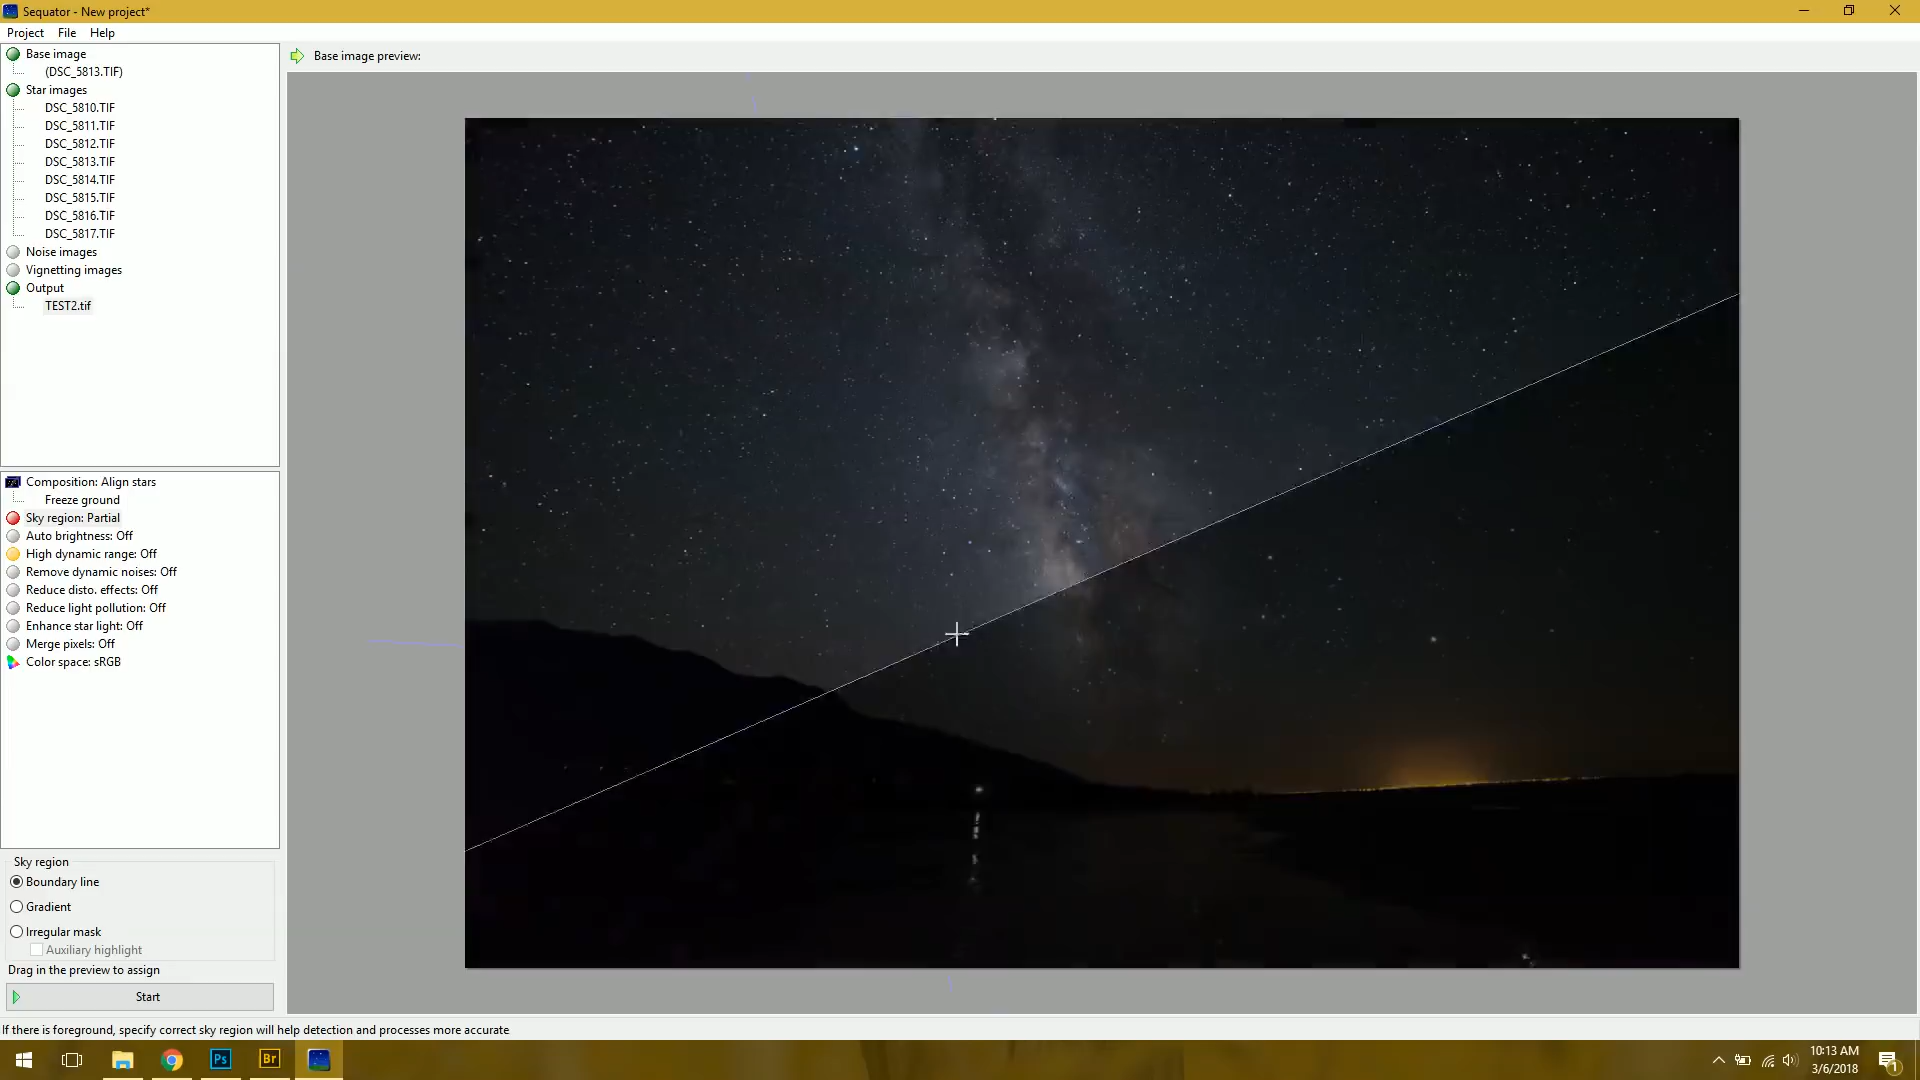 Sequator - New project*
Project File Help
Base image
(DSC_5813.TIF)
Star images
DSC_5810.TIF
DSC_5811.TIF
DSC_5812.TIF
DSC_5813.TIF
DSC_5814.TIF
DSC_5815.TIF
DSC_5816.TIF
DSC_5817.TIF
Noise images
Vignetting images
Output
TEST2.tif
Base image preview:
Composition: Align stars
Freeze ground
Sky region: Partial
Auto brightness: Off
High dynamic range: Off
Remove dynamic noises: Off
Reduce disto. effects: Off
Reduce light pollution: Off
Enhance star light: Off
Merge pixels: Off
Color space: sRGB
Sky region
Boundary line
Gradient
Irregular mask
Auxiliary highlight
Drag in the preview to assign
Start
If there is foreground, specify correct sky region will help detection and processes more accurate
Ps
Br
10:13 AM
3/6/2018
1